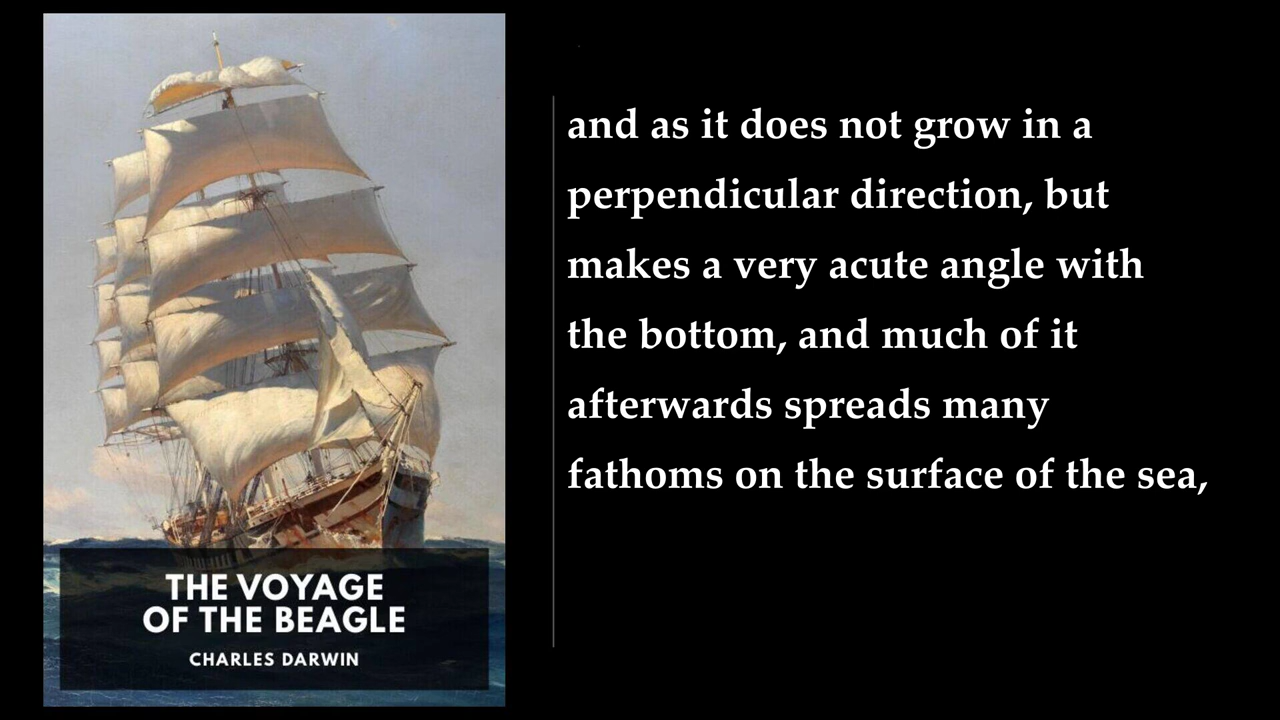 THE VOYAGE
OF THE BEAGLE
CHARLES DARWIN
and as it does not grow in a
perpendicular direction, but
makes a very acute angle with
the bottom, and much of it
afterwards spreads many
fathoms on the surface of the sea,